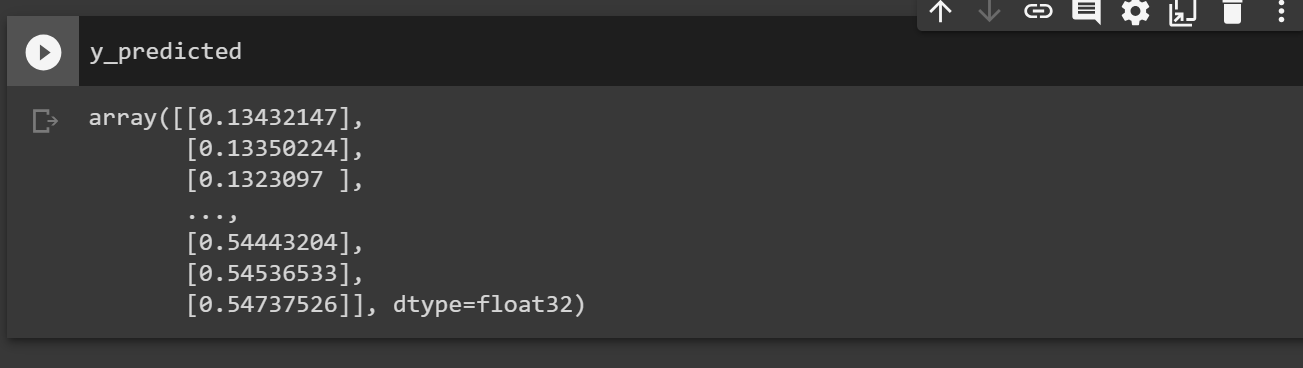 y_predicted
array([[0.13432147],
       [0.13350224],
       [0.1323097 ],
       ...,
       [0.54443204],
       [0.54536533],
       [0.54737526]], dtype=float32)